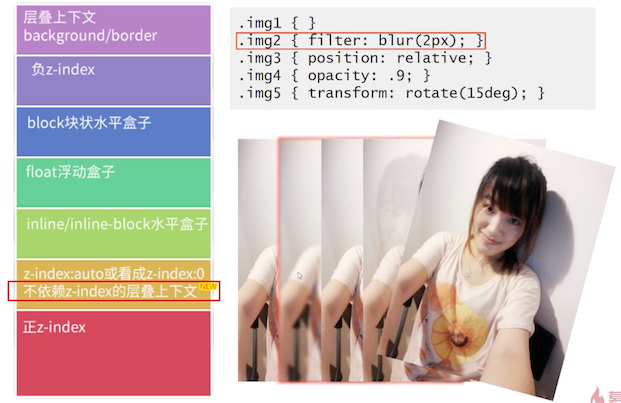 层叠上下文
background/border
负z-index
block块状水平盒子
float浮动盒子
inline/inline-block水平盒子
z-index:auto或看成z-index:0
不依赖z-index的层叠上下文
NEW
正z-index
.img1 { }
.img2 { filter: blur(2px); }
.img3 { position: relative; }
.img4 { opacity: .9; }
.img5 { transform: rotate(15deg); }